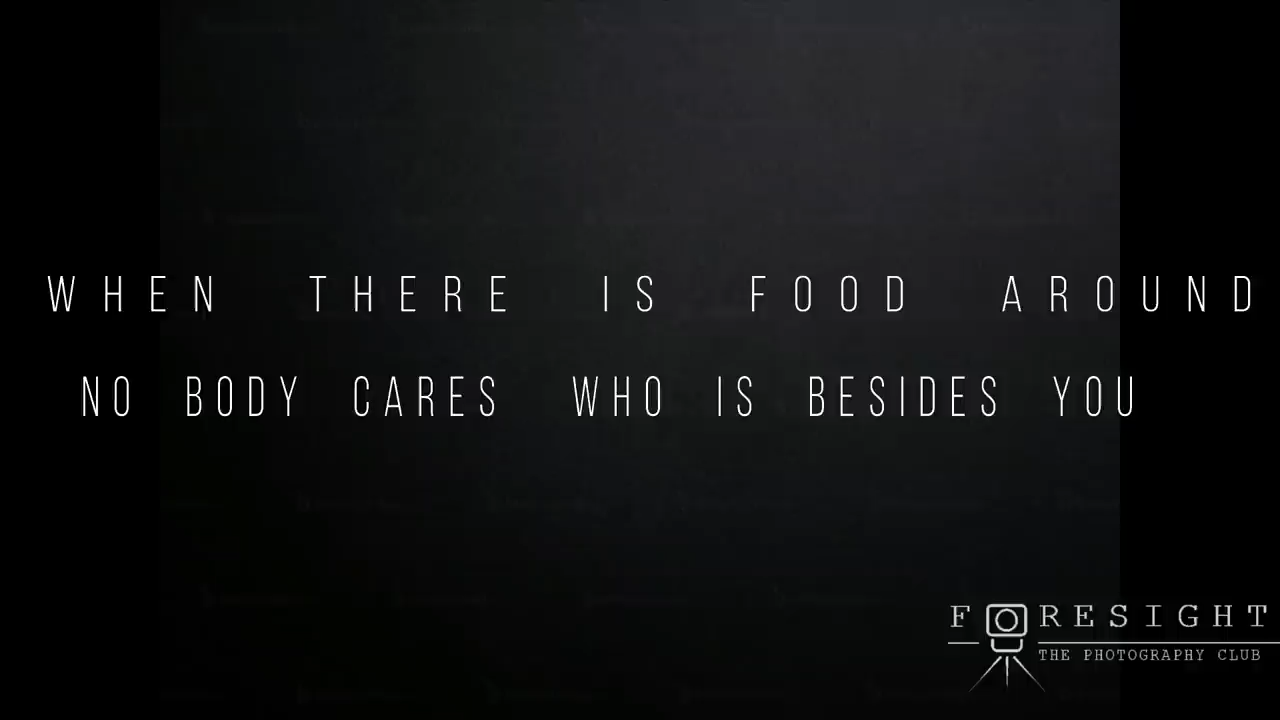 WHEN THERE IS FOOD AROUND
NO BODY CARES WHO IS BESIDES YOU
FORESIGHT
THE PHOTOGRAPHY CLUB